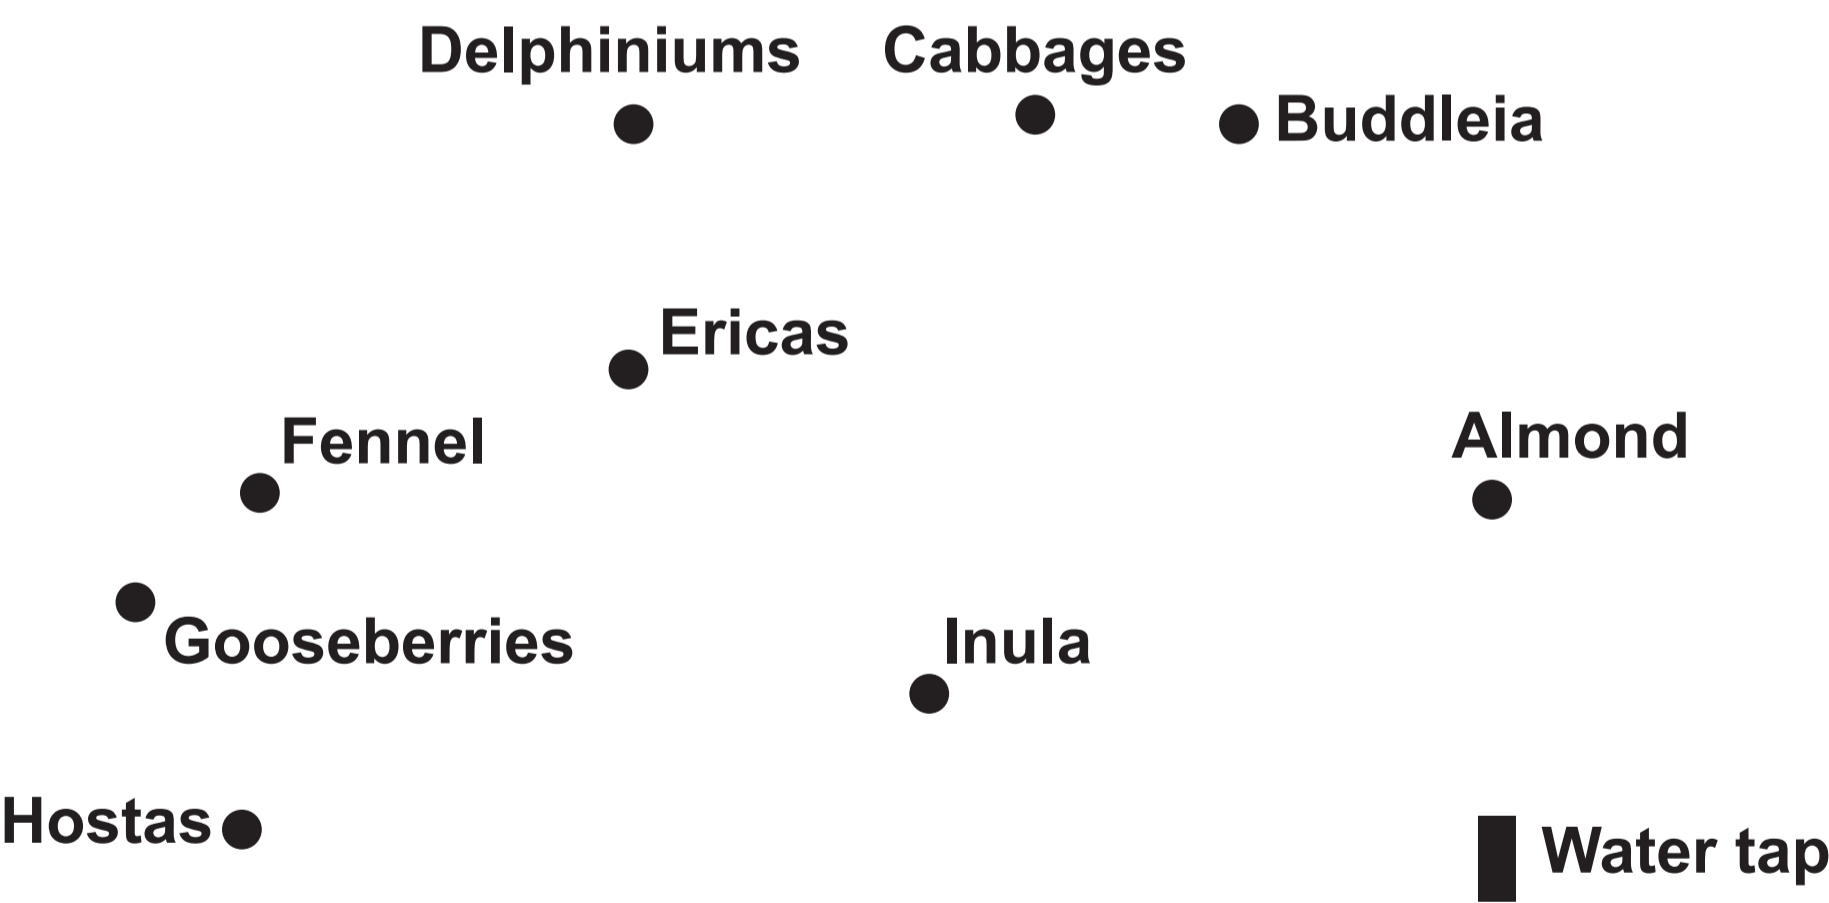 Delphiniums
Cabbages
Buddleia
Ericas
Fennel
Almond
Gooseberries
Inula
Hostas
Water tap